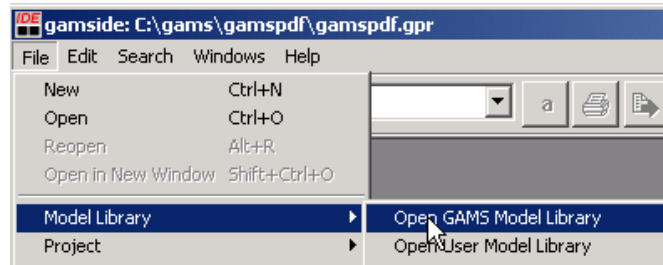 IDE gamside: C:\gams\gamspdf\gamspdf.gpr
File Edit Search Windows Help
New Ctrl+N
Open Ctrl+O
a
Reopen Alt+R
Open in New Window Shift+Ctrl+O
Model Library Open GAMS Model Library
Project Open User Model Library